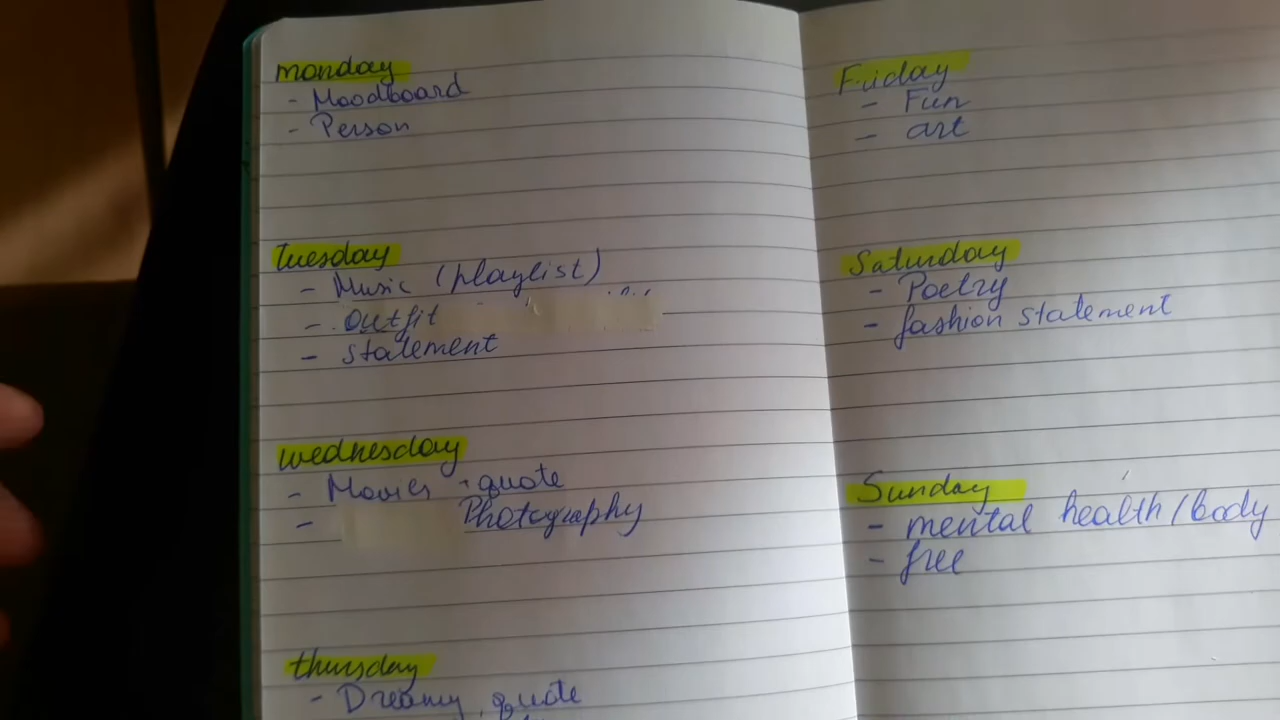 monday
- Moodboard
- Person
Tuesday
- Music (playlist)
- outfit
- statement
wednesday
- Movies - quote
- Photography
thursday
- Dreamy, quote
Friday
- Fun
- art
Saturday
- Poetry
- fashion statement
Sunday
- mental health/body
- free